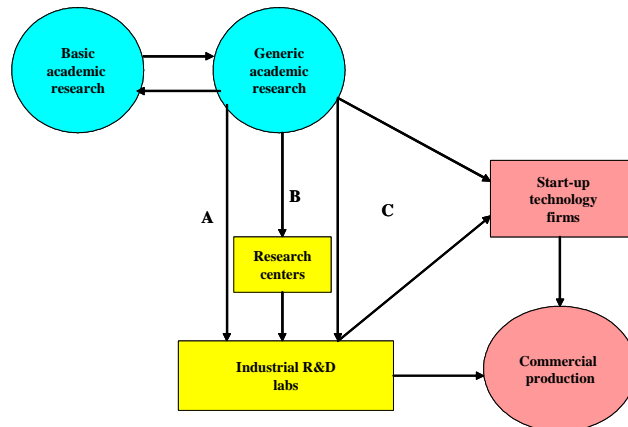 Basic
academic
research
Generic
academic
research
A
B
C
Start-up
technology
firms
Research
centers
Industrial R&D
labs
Commercial
production